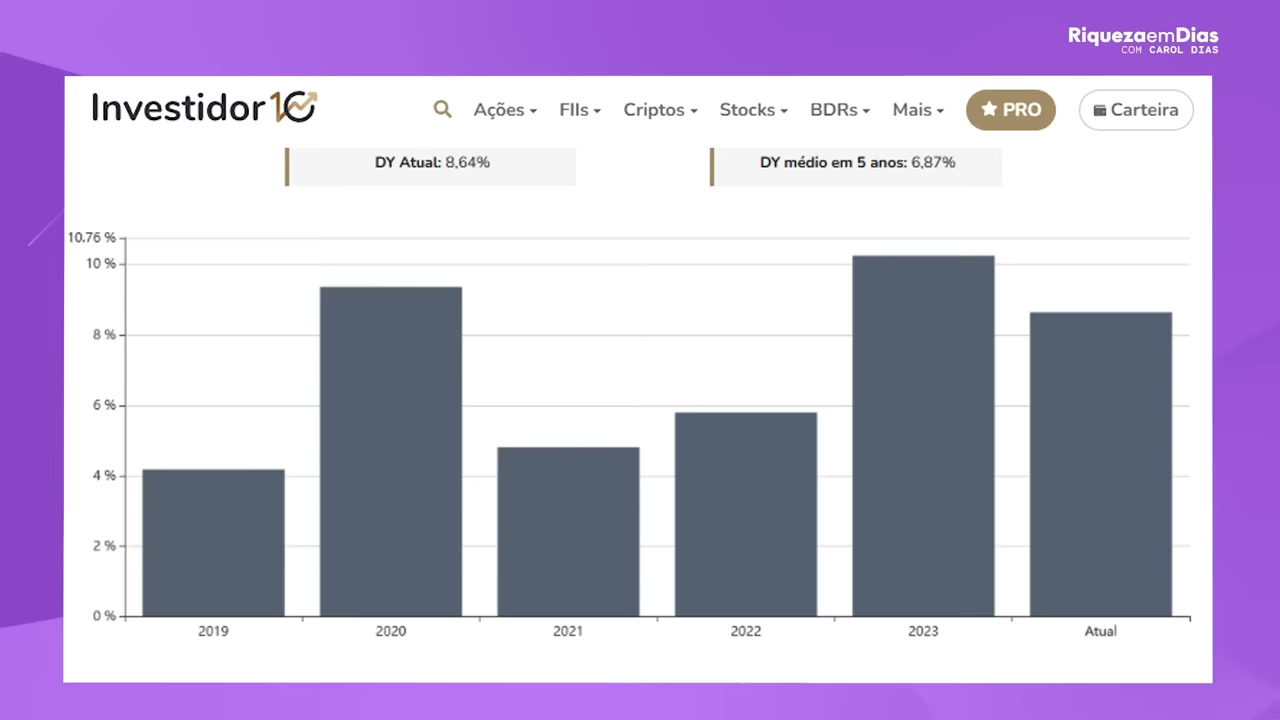 RiquezaemDias
COM CAROL DIAS
Investidor10
Ações FIIs Criptos Stocks BDRs Mais PRO Carteira
DY Atual: 8,64% DY médio em 5 anos: 6,87%
10.76 %
10 %
8 %
6 %
4 %
2 %
0 %
2019 2020 2021 2022 2023 Atual